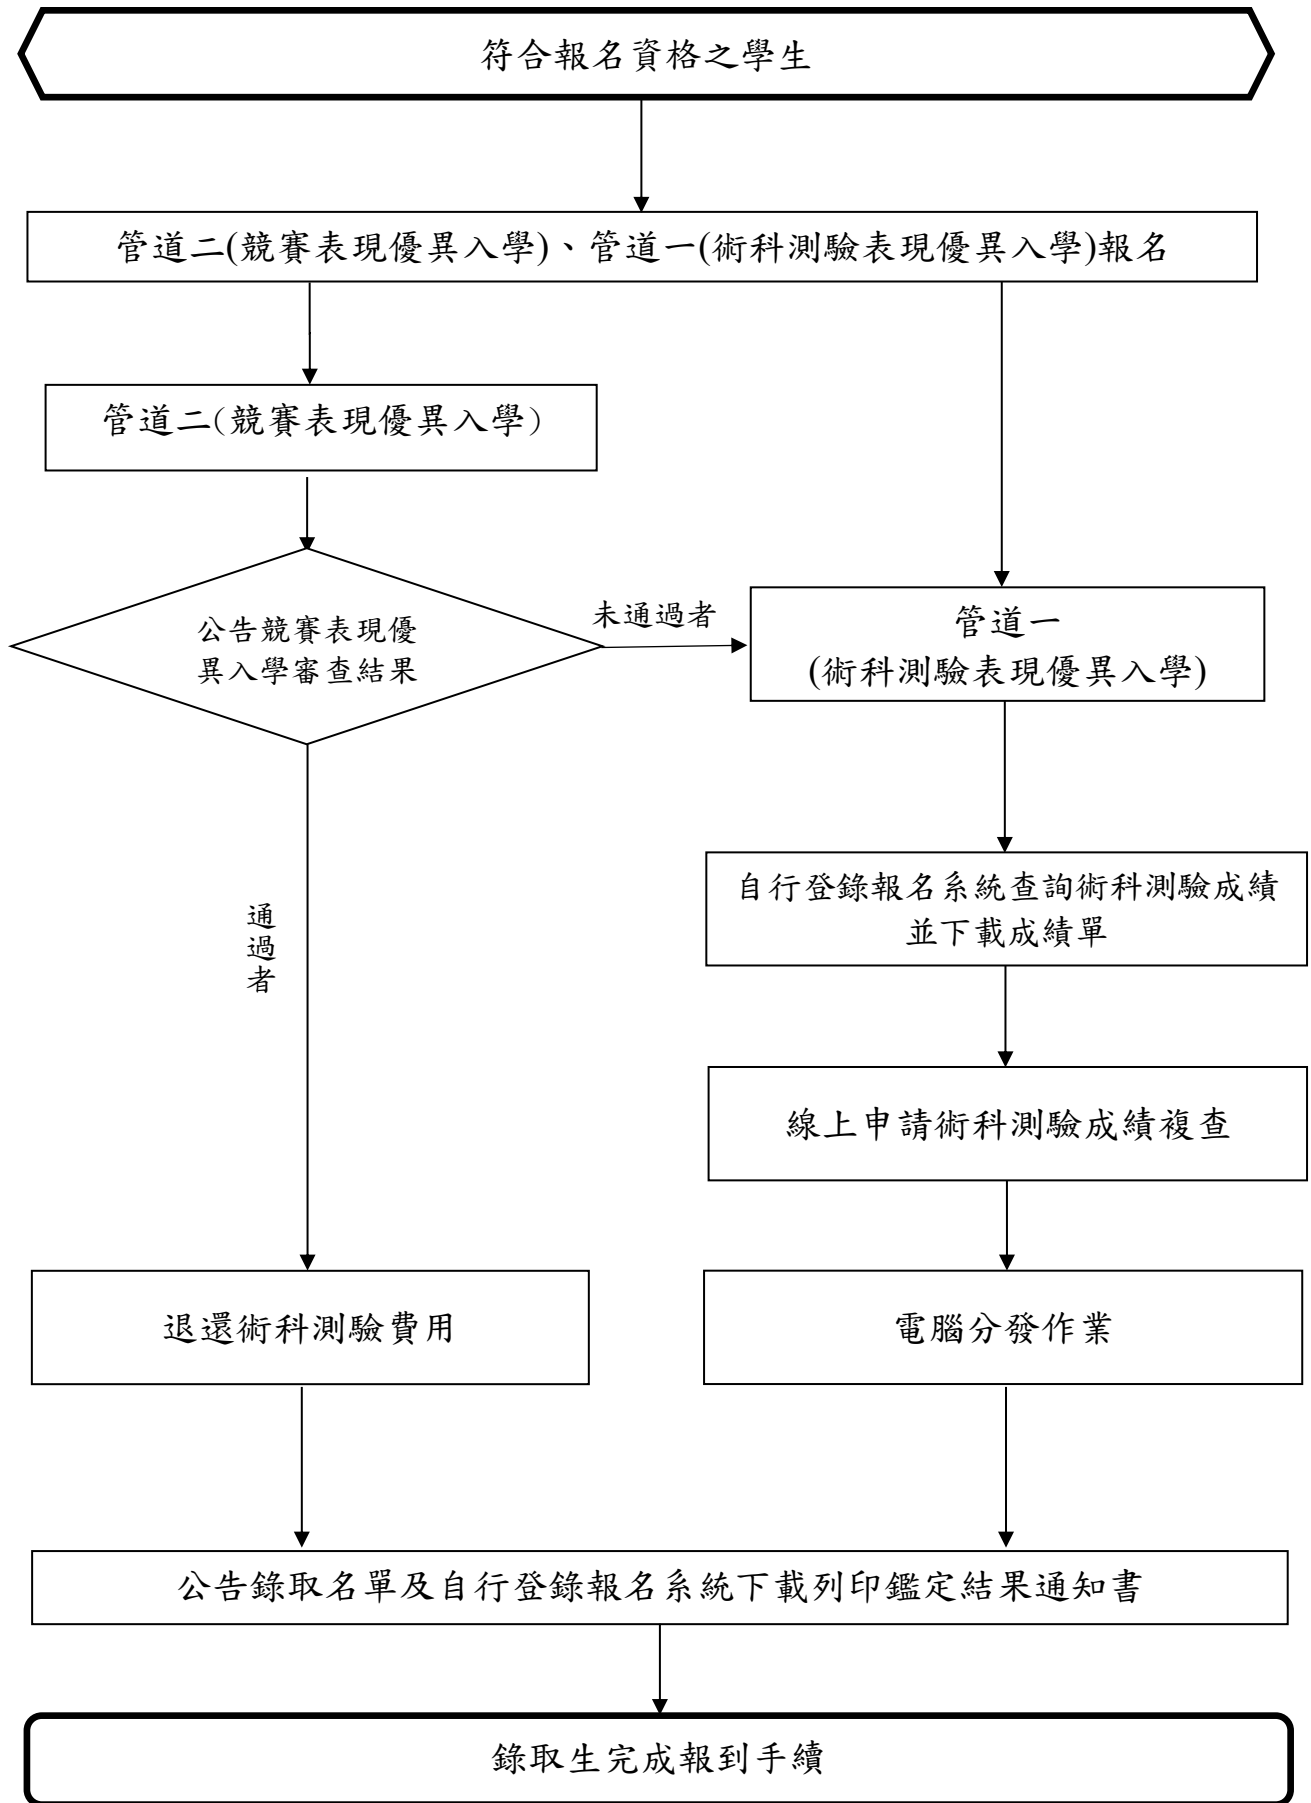 符合報名資格之學生
管道二(競賽表現優異入學)、管道一(術科測驗表現優異入學)報名
管道二(競賽表現優異入學)
公告競賽表現優
異入學審查結果
未通過者
管道一
(術科測驗表現優異入學)
通過者
自行登錄報名系統查詢術科測驗成績
並下載成績單
線上申請術科測驗成績複查
退還術科測驗費用
電腦分發作業
公告錄取名單及自行登錄報名系統下載列印鑑定結果通知書
錄取生完成報到手續